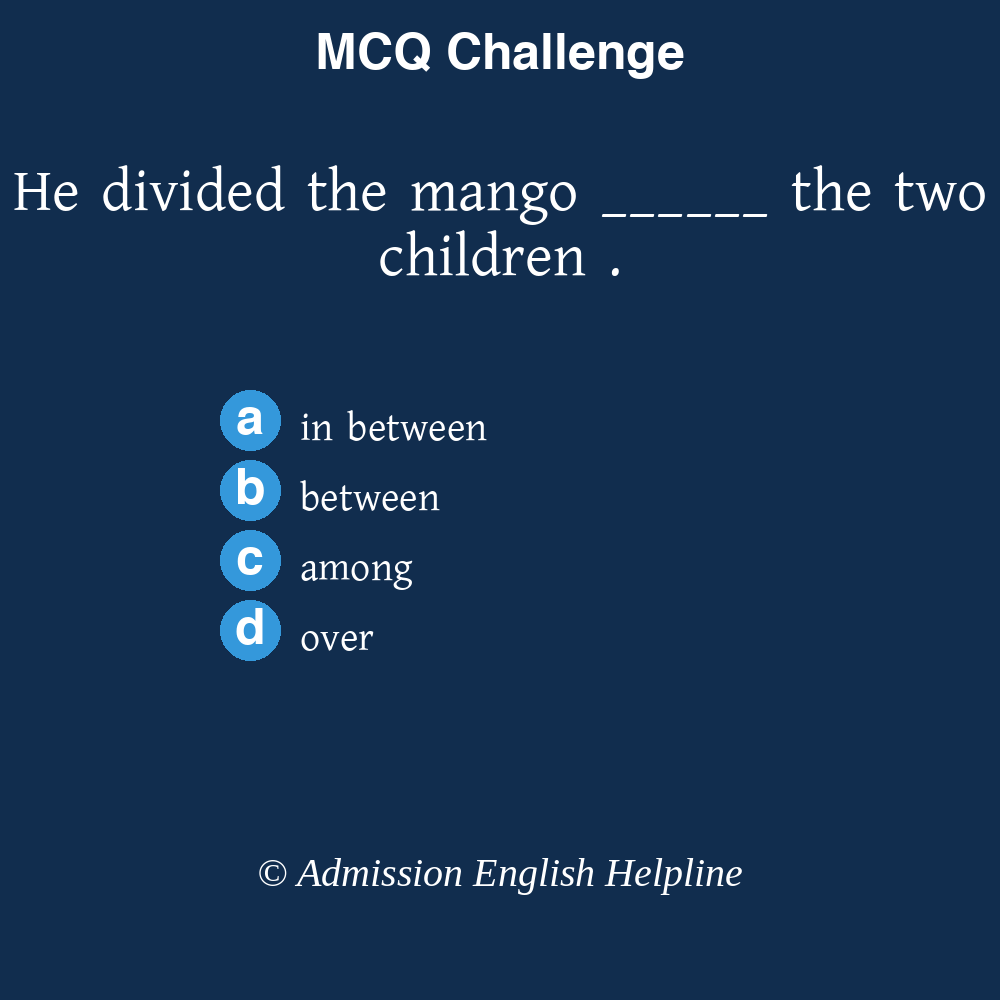 MCQ Challenge
He divided the mango ______ the two
children .
a in between
b between
c among
d over
© Admission English Helpline